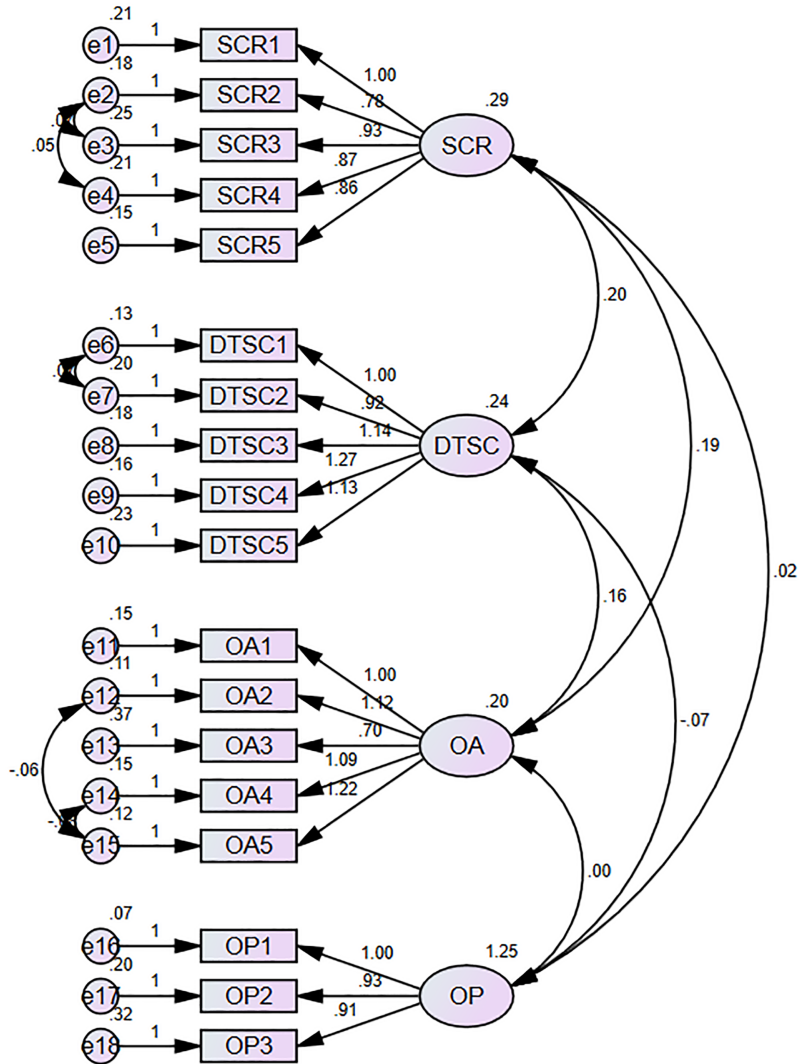 .21
e1 1 SCR1
1.00
.18
e2 1 SCR2
.78
.29
.25
e3 1 SCR3
.93
SCR
.05
.21
e4 1 SCR4
.87
.15
.86
e5 1 SCR5
.20
.13
e6 1 DTSC1
.20
1.00
e7 1 DTSC2
.92
.24
.18
e8 1 DTSC3
1.14
DTSC
.19
.16
1.27
e9 1 DTSC4
1.13
.23
e10 1 DTSC5
.02
.16
.15
e11 1 OA1
.11
1.00
e12 1 OA2
1.12
.20
.37
-.07
e13 1 OA3
.70
OA
-.06
.15
1.09
e14 1 OA4
1.22
.12
e15 1 OA5
.00
.07
e16 1 OP1
1.00
1.25
.20
.93
e17 1 OP2
OP
.32
.91
e18 1 OP3